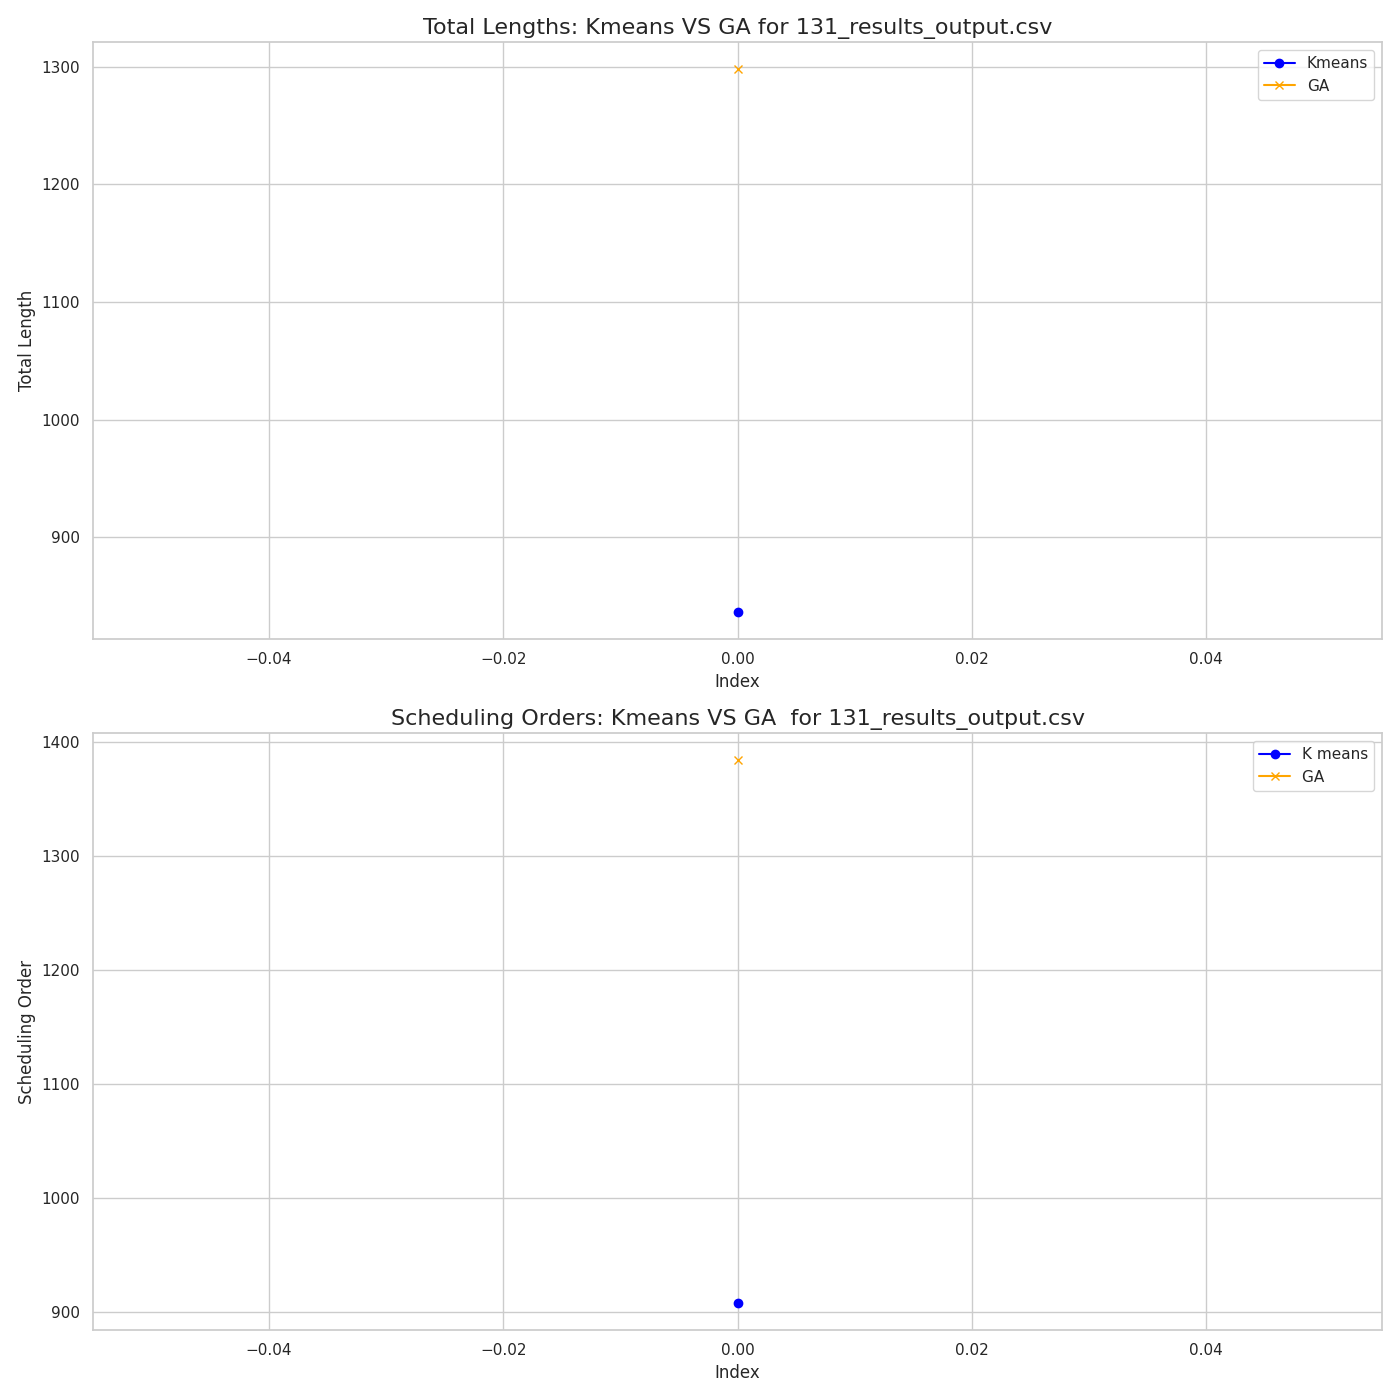 Total Lengths: Kmeans VS GA for 131_results_output.csv
1300
1200
1100
1000
900
Total Length
Kmeans
GA
−0.04 −0.02 0.00 0.02 0.04
Index
Scheduling Orders: Kmeans VS GA  for 131_results_output.csv
1400
1300
1200
1100
1000
900
Scheduling Order
K means
GA
−0.04 −0.02 0.00 0.02 0.04
Index